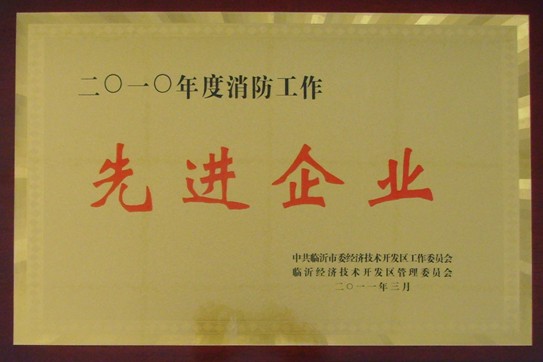 二〇一〇年度消防工作
先进企业
中共临沂市委经济技术开发区工作委员会
临沂经济技术开发区管理委员会
二〇一一年三月